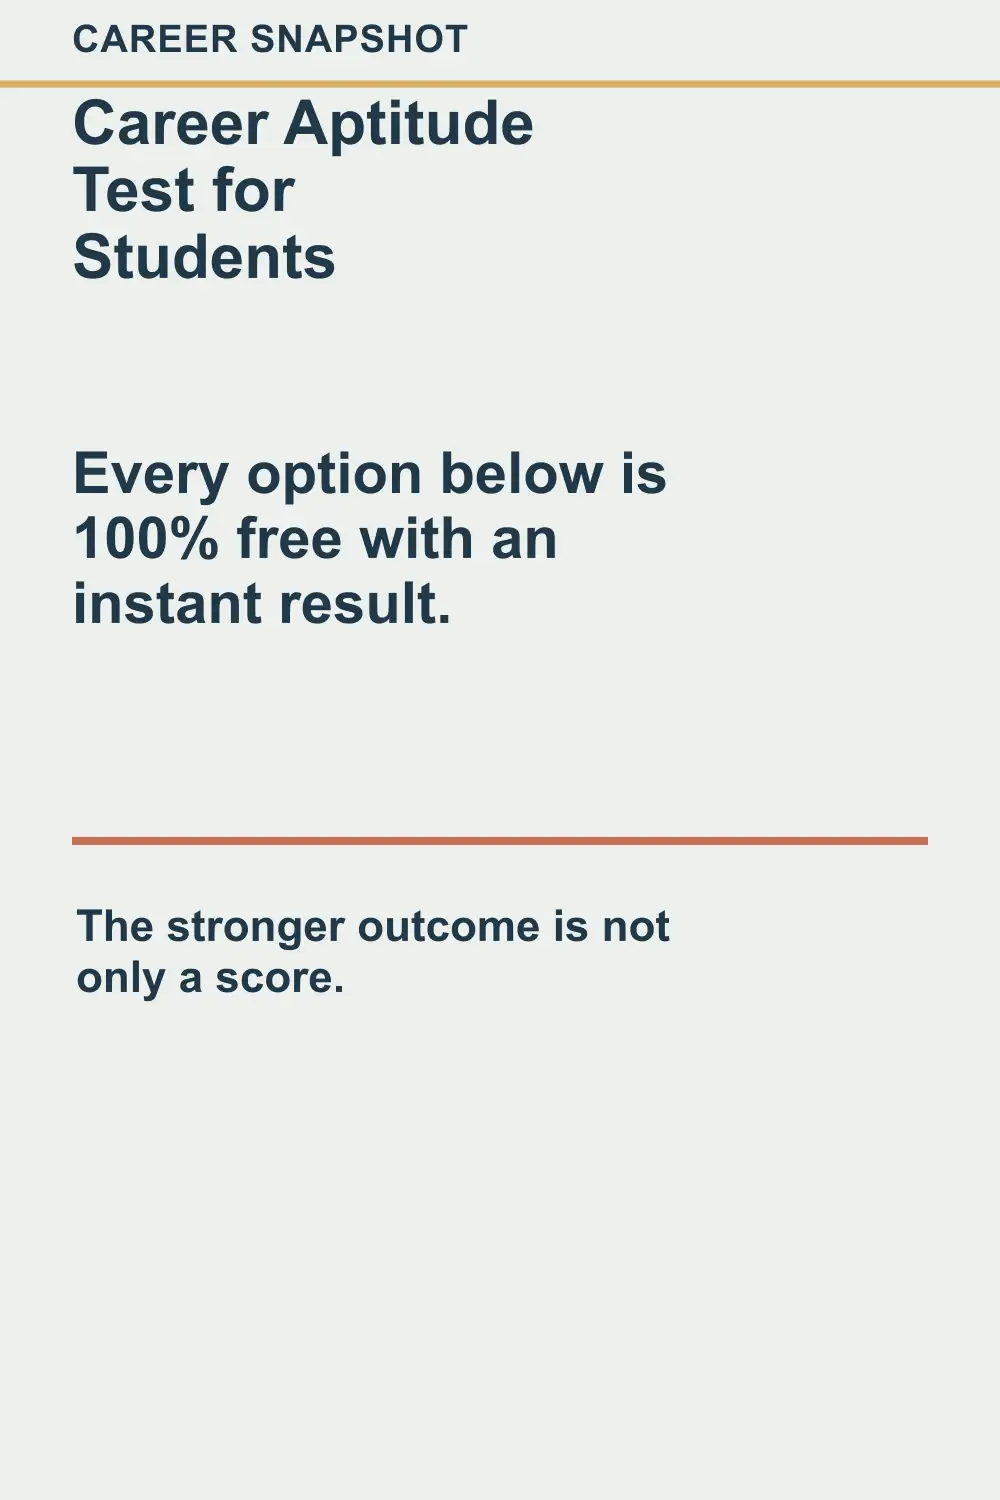 CAREER SNAPSHOT
Career Aptitude
Test for
Students
Every option below is
100% free with an
instant result.
The stronger outcome is not
only a score.